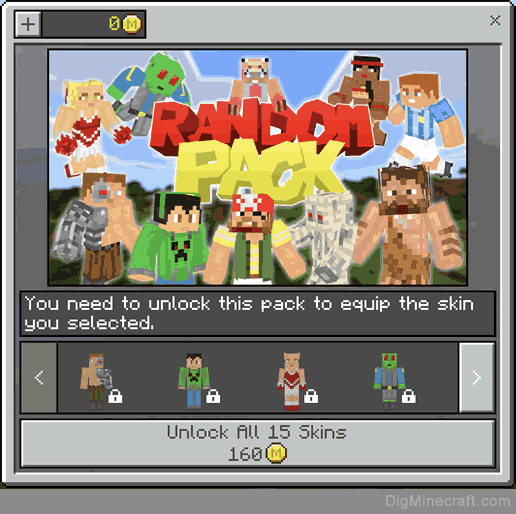 0
RANDOM
PACK
You need to unlock this pack to equip the skin
you selected.
Unlock All 15 Skins
160
DigMinecraft.com